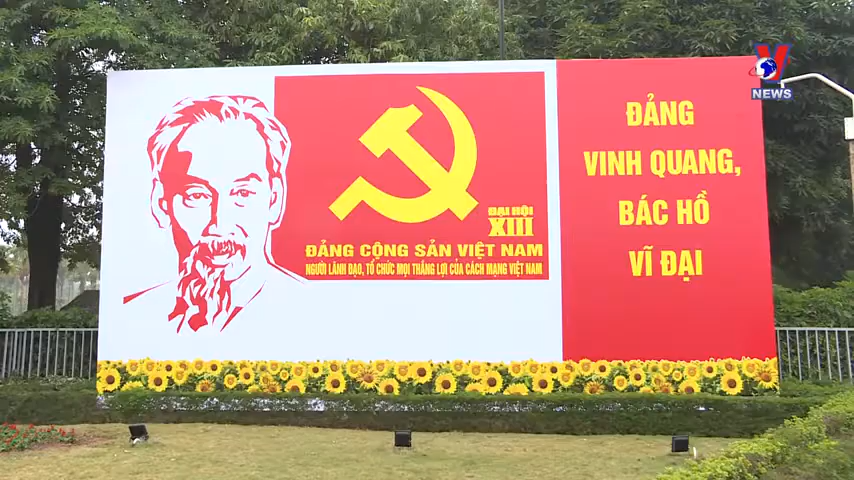 ĐẠI HỘI
XIII
ĐẢNG CỘNG SẢN VIỆT NAM
NGƯỜI LÃNH ĐẠO, TỔ CHỨC MỌI THẮNG LỢI CỦA CÁCH MẠNG VIỆT NAM
ĐẢNG
VINH QUANG,
BÁC HỒ
VĨ ĐẠI
V
NEWS